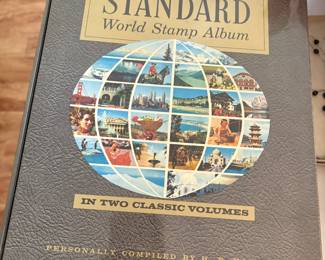 STANDARD
World Stamp Album
IN TWO CLASSIC VOLUMES
PERSONALLY COMPILED BY H.